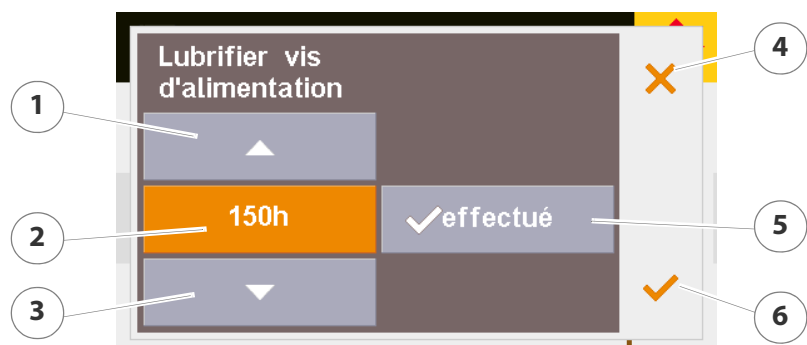 Lubrifier vis
d'alimentation
1
2
150h
3
effectué
4
5
6